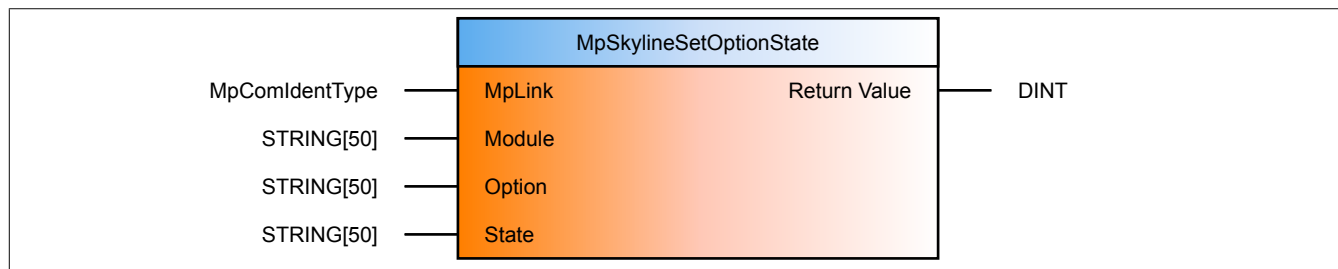 MpSkylineSetOptionState
MpComIdentType MpLink Return Value DINT
STRING[50] Module
STRING[50] Option
STRING[50] State